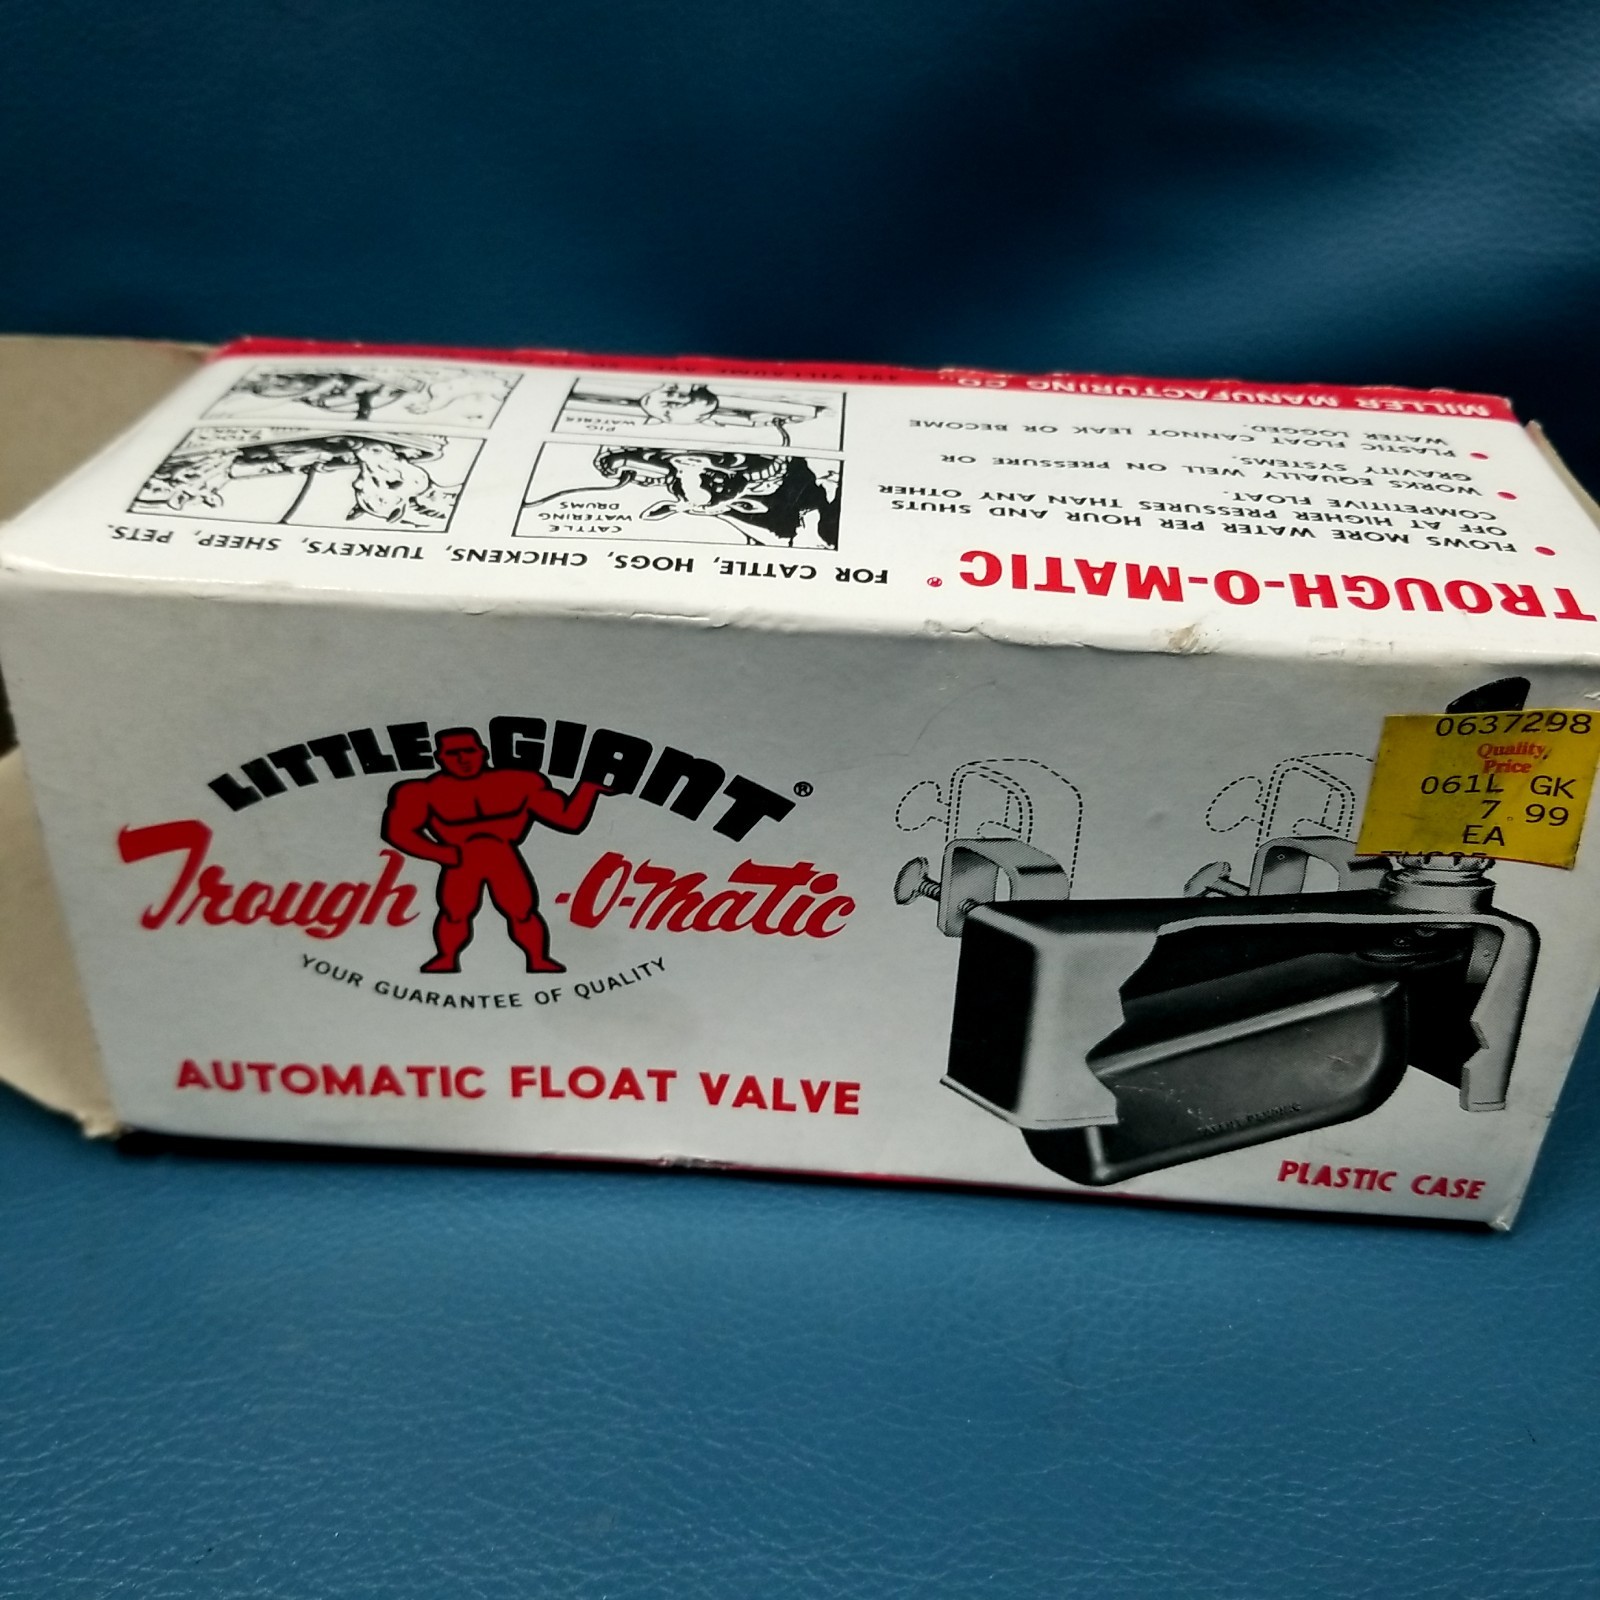 MILLER MANUFACTURING CO.
TROUGH-O-MATIC®
• FLOWS MORE WATER PER HOUR AND SHUTS
OFF AT HIGHER PRESSURES THAN ANY OTHER
COMPETITIVE FLOAT.
• WORKS EQUALLY WELL ON PRESSURE OR
GRAVITY SYSTEMS.
• PLASTIC FLOAT CANNOT LEAK OR BECOME
WATER LOGGED.
FOR CATTLE, HOGS, CHICKENS, TURKEYS, SHEEP, PETS.
CATTLE
WATERING
DRUMS
STOCK
TANK
PIG
WATERER
LITTLE GIANT®
Trough-O-Matic
YOUR GUARANTEE OF QUALITY
AUTOMATIC FLOAT VALVE
PLASTIC CASE
0637298
Quality,
Price
061L GK
7.99
EA